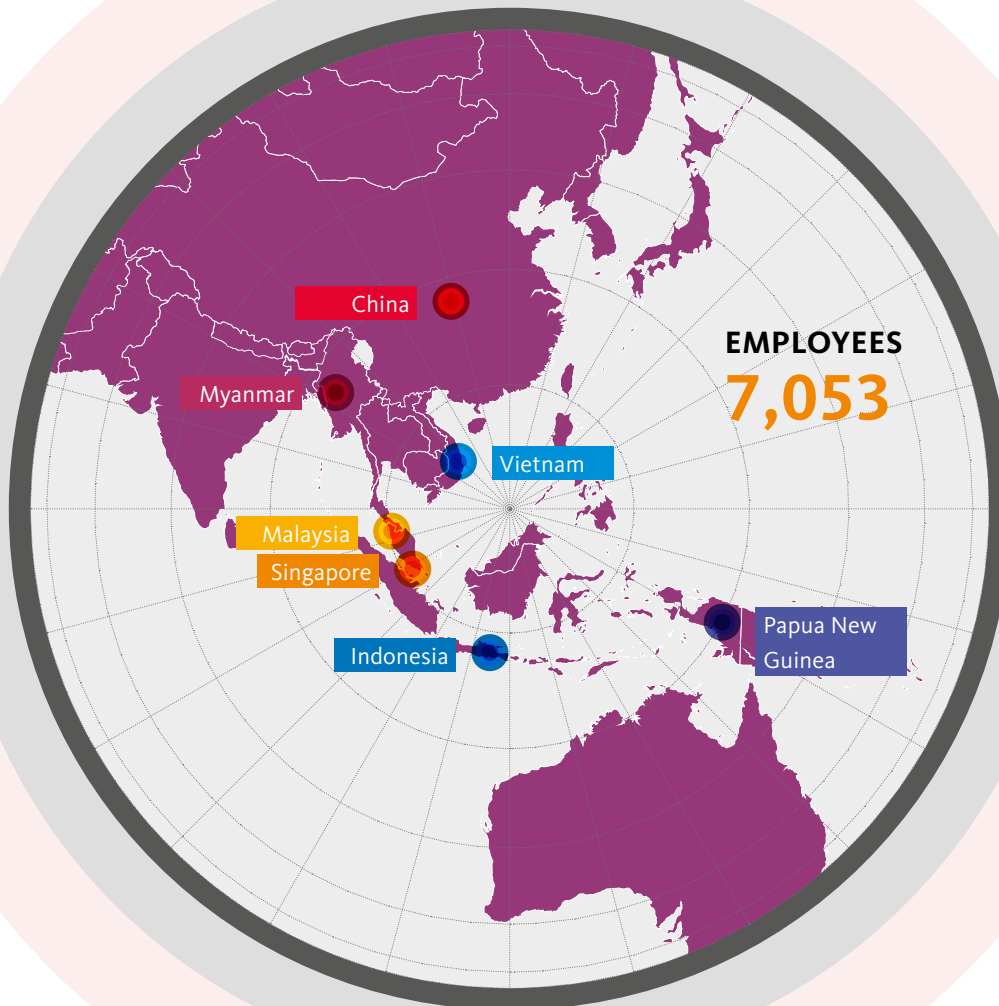 China
EMPLOYEES
7,053
Myanmar
Vietnam
Malaysia
Singapore
Papua New
Guinea
Indonesia